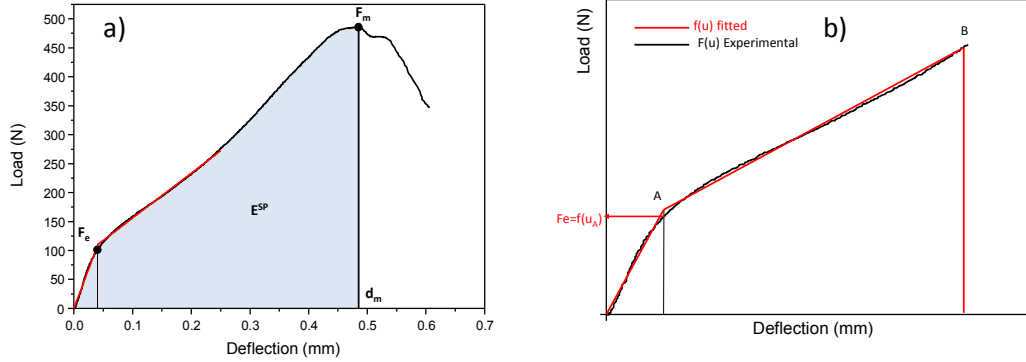 a)
F_m
F_e
E^SP
d_m
500
450
400
350
300
250
200
150
100
50
0
Load (N)
0.0 0.1 0.2 0.3 0.4 0.5 0.6 0.7
Deflection (mm)
b)
f(u) fitted
F(u) Experimental
B
A
Fe=f(u_A)
Load (N)
Deflection (mm)